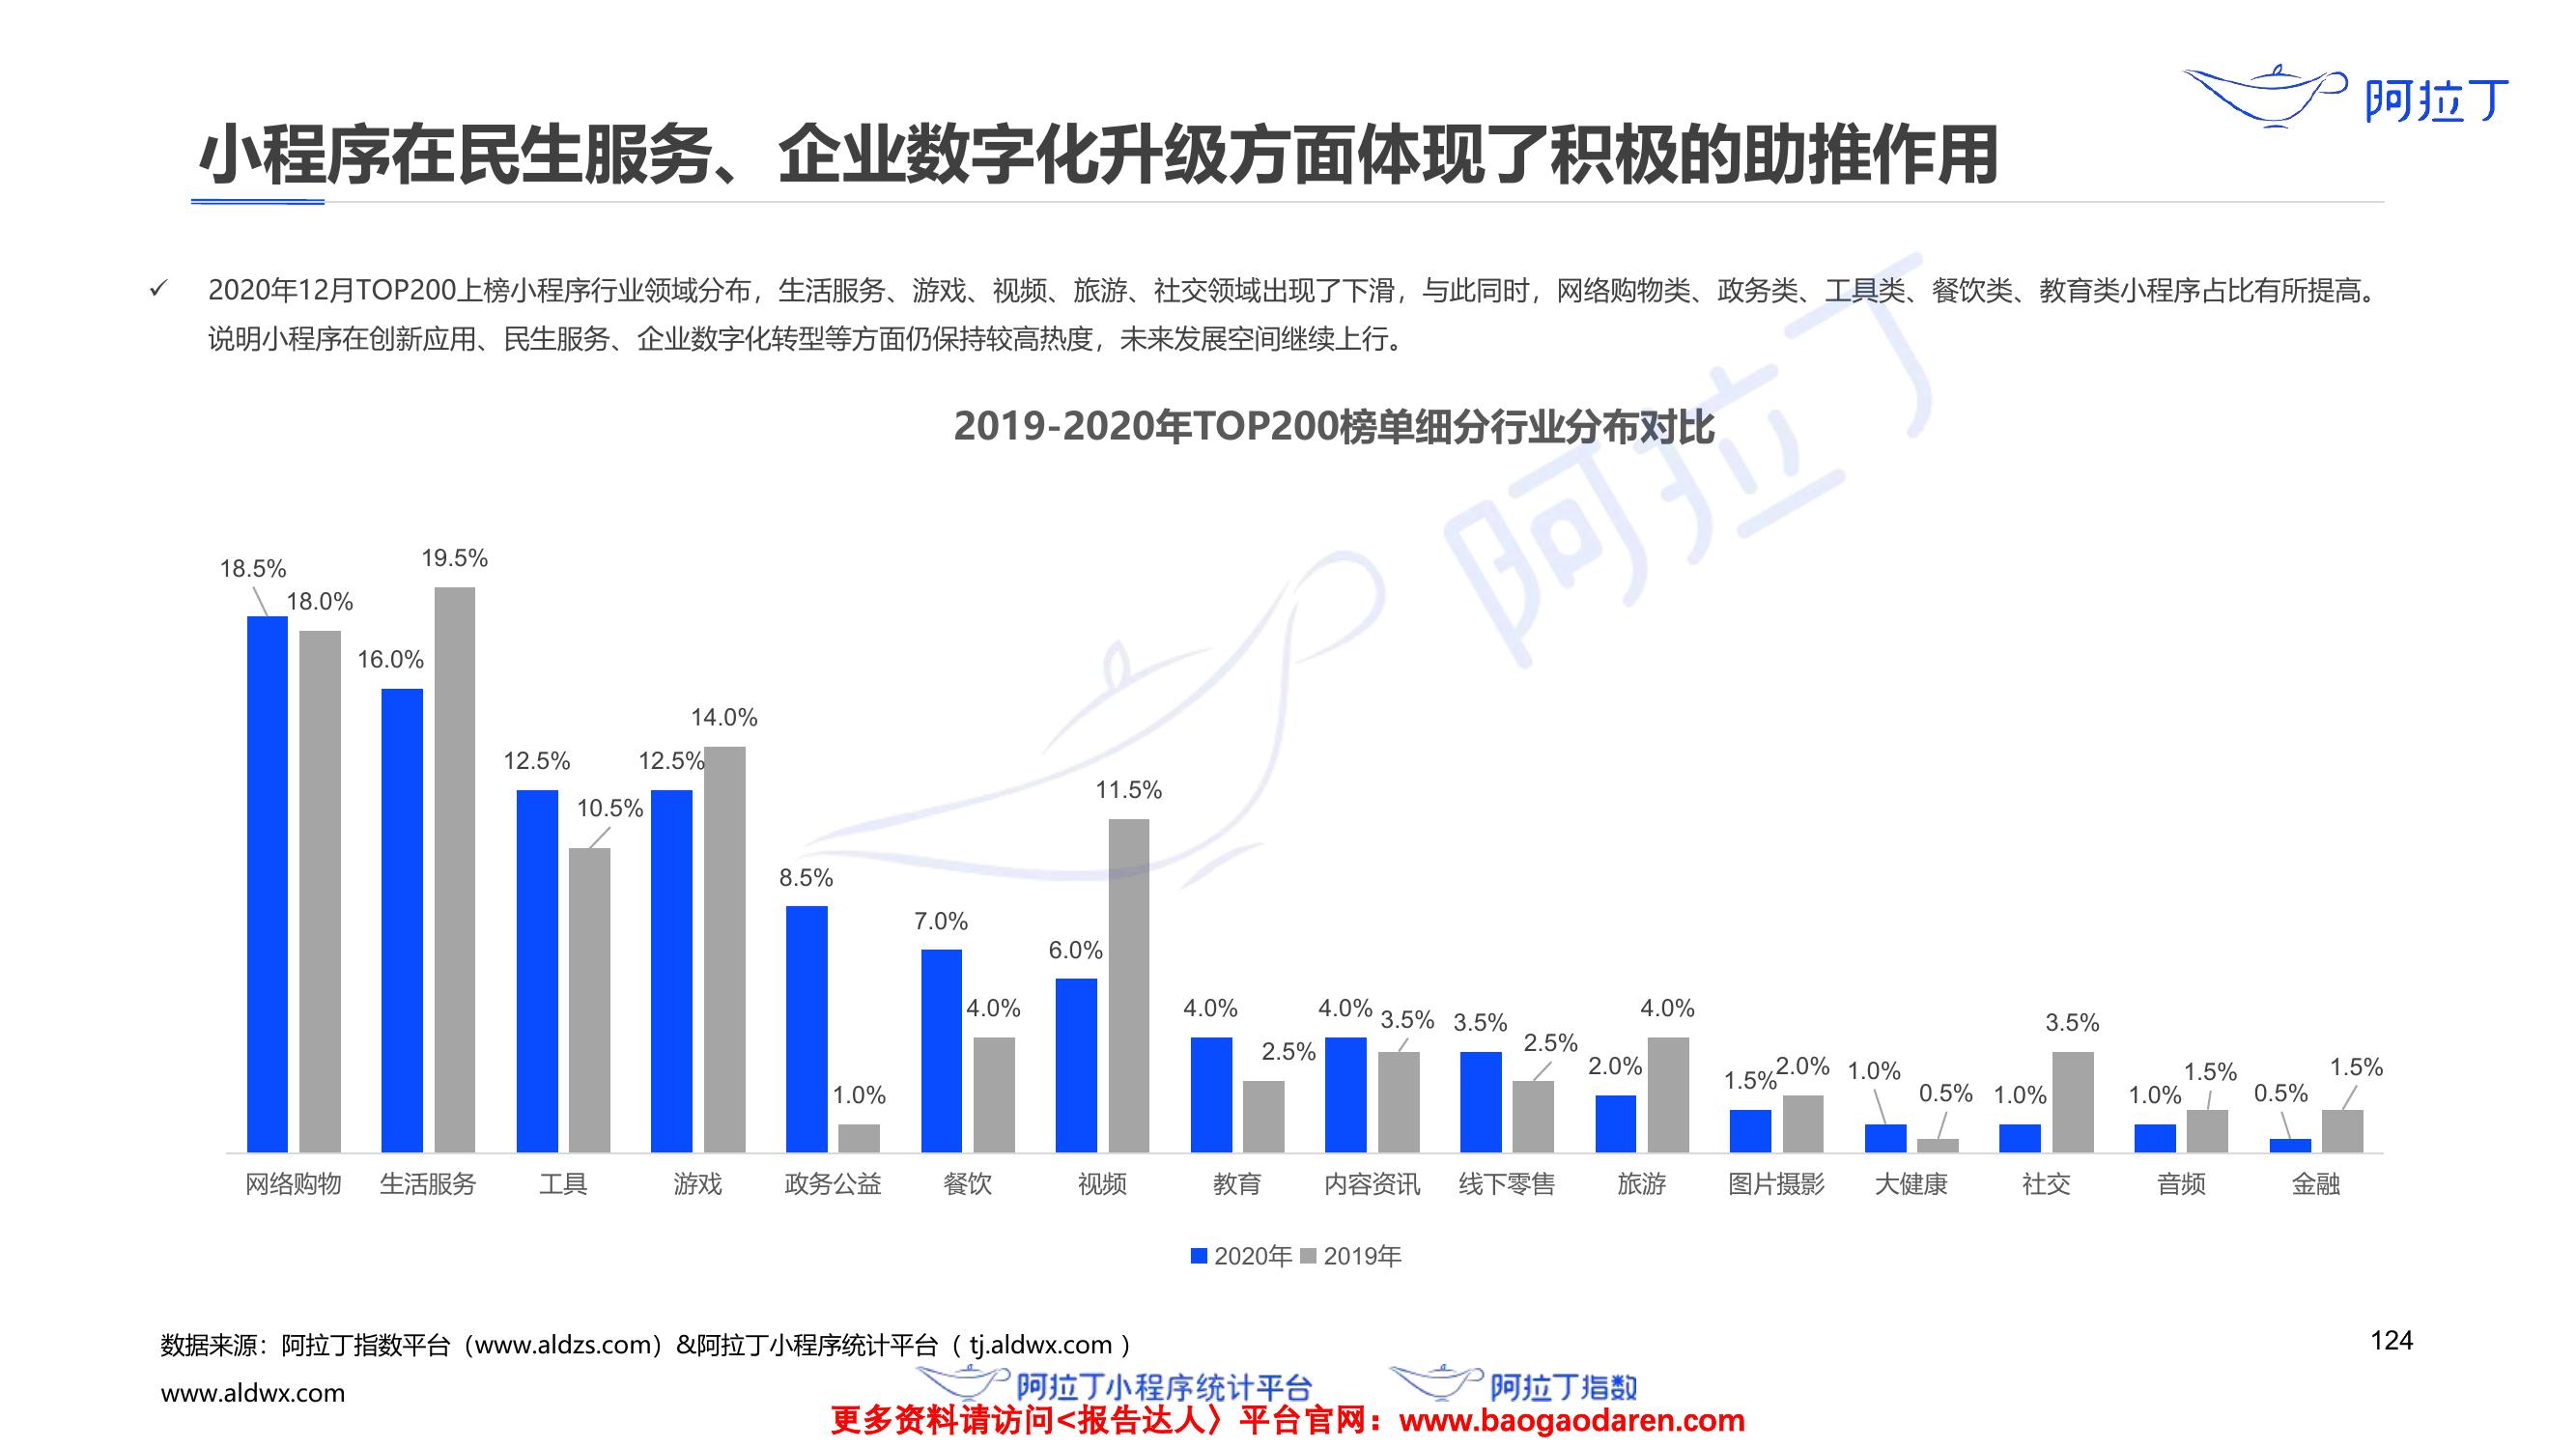 阿拉丁
小程序在民生服务、企业数字化升级方面体现了积极的助推作用
✓ 2020年12月TOP200上榜小程序行业领域分布，生活服务、游戏、视频、旅游、社交领域出现了下滑，与此同时，网络购物类、政务类、工具类、餐饮类、教育类小程序占比有所提高。
说明小程序在创新应用、民生服务、企业数字化转型等方面仍保持较高热度，未来发展空间继续上行。
2019-2020年TOP200榜单细分行业分布对比
阿拉丁
18.5% 18.0%
16.0% 19.5%
12.5% 10.5%
12.5% 14.0%
8.5% 1.0%
7.0% 4.0%
6.0% 11.5%
4.0% 2.5%
4.0% 3.5%
3.5% 2.5%
2.0% 4.0%
1.5% 2.0%
1.0% 0.5%
1.0% 3.5%
1.0% 1.5%
0.5% 1.5%
网络购物 生活服务 工具 游戏 政务公益 餐饮 视频 教育 内容资讯 线下零售 旅游 图片摄影 大健康 社交 音频 金融
2020年 2019年
数据来源：阿拉丁指数平台（www.aldzs.com）&阿拉丁小程序统计平台（ tj.aldwx.com ）
124
www.aldwx.com
阿拉丁小程序统计平台 阿拉丁指数
更多资料请访问<报告达人〉平台官网：www.baogaodaren.com